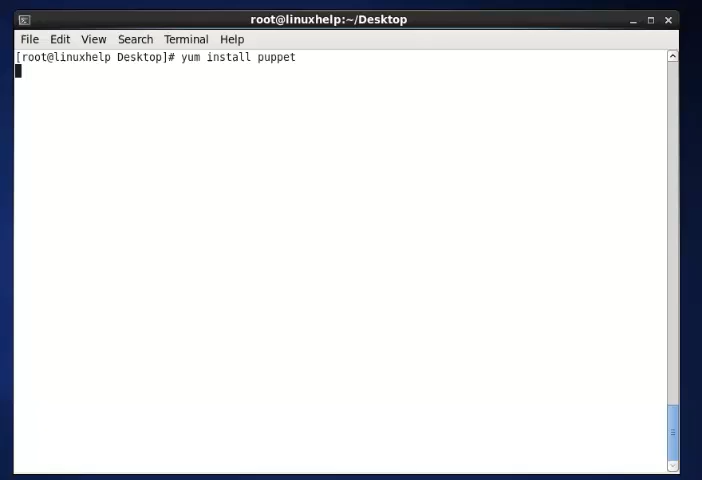 root@linuxhelp:~/Desktop
File Edit View Search Terminal Help
[root@linuxhelp Desktop]# yum install puppet